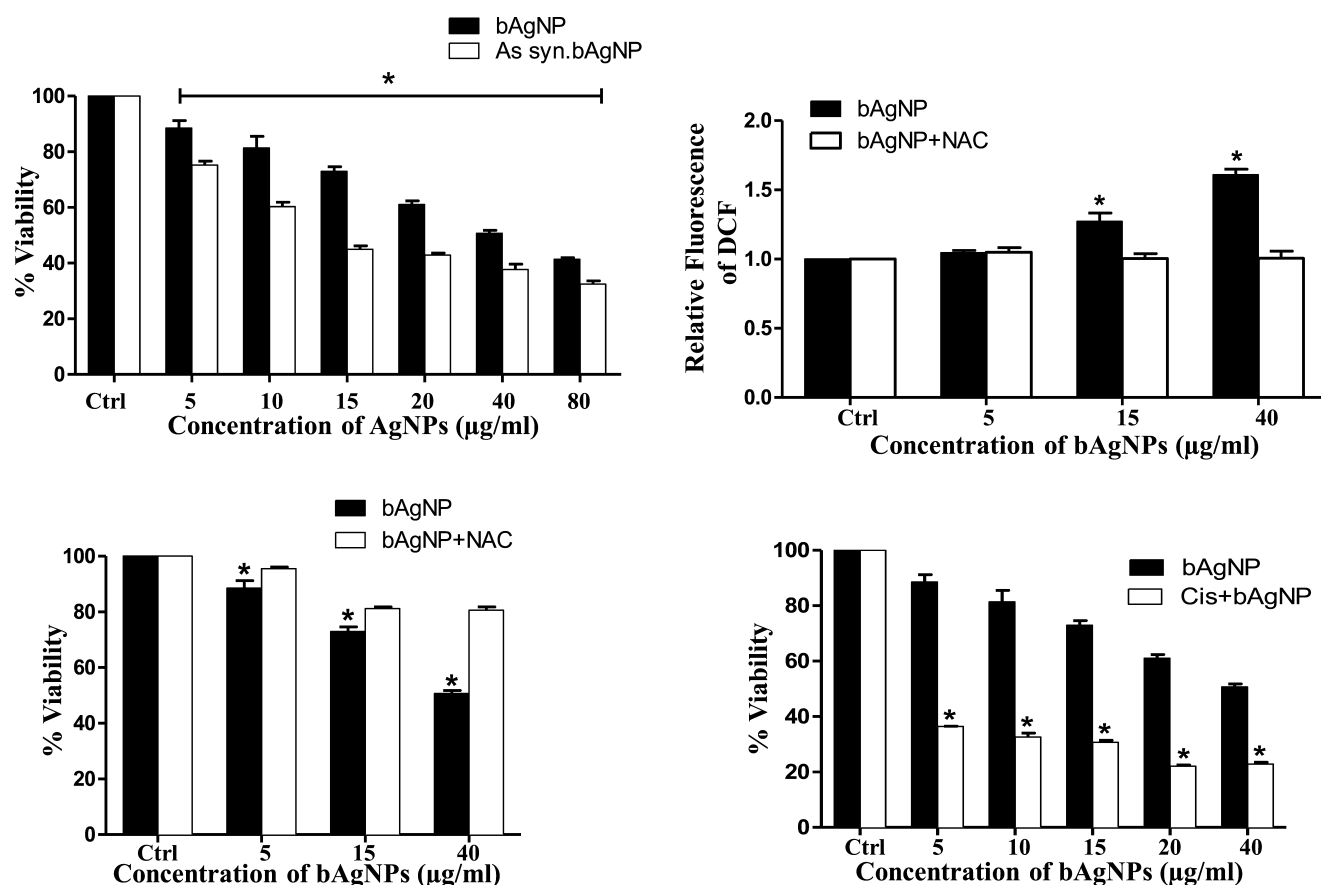 bAgNP
As syn.bAgNP
*
100
80
60
40
20
0
% Viability
Ctrl 5 10 15 20 40 80
Concentration of AgNPs (µg/ml)
bAgNP
bAgNP+NAC
2.0
1.5
1.0
0.5
0.0
Relative Fluorescence
of DCF
* *
Ctrl 5 15 40
Concentration of bAgNPs (µg/ml)
bAgNP
bAgNP+NAC
100
80
60
40
20
0
% Viability
* * *
Ctrl 5 15 40
Concentration of bAgNPs (µg/ml)
bAgNP
Cis+bAgNP
100
80
60
40
20
0
% Viability
* * * * *
Ctrl 5 10 15 20 40
Concentration of bAgNPs (µg/ml)